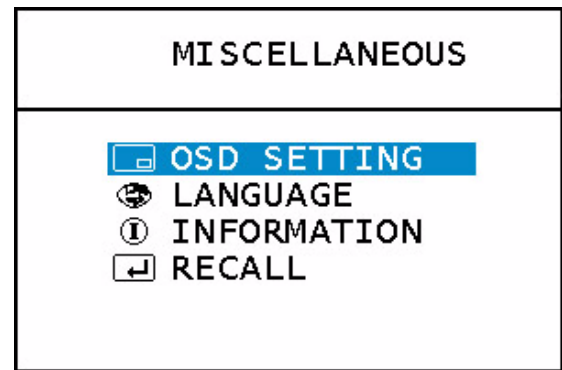 MISCELLANEOUS
OSD SETTING
LANGUAGE
INFORMATION
RECALL